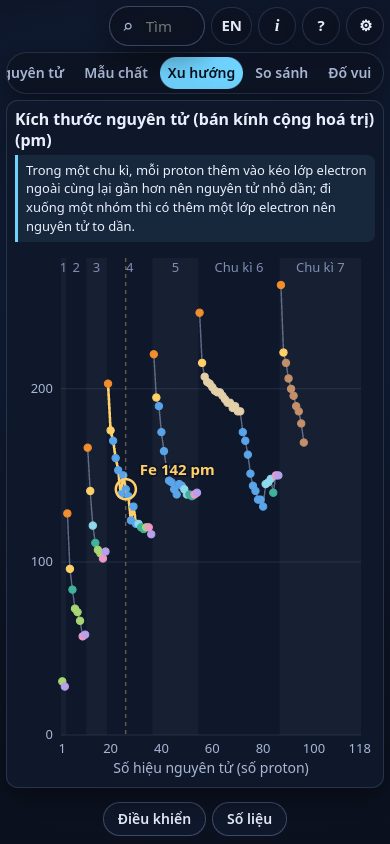 Tìm
EN
i
?
guyên tử
Mẫu chất
Xu hướng
So sánh
Đố vui
Kích thước nguyên tử (bán kính cộng hoá trị)
(pm)
Trong một chu kì, mỗi proton thêm vào kéo lớp electron
ngoài cùng lại gần hơn nên nguyên tử nhỏ dần; đi
xuống một nhóm thì có thêm một lớp electron nên
nguyên tử to dần.
1 2 3 4 5 Chu kì 6 Chu kì 7
200
Fe 142 pm
100
0
1 20 40 60 80 100 118
Số hiệu nguyên tử (số proton)
Điều khiển
Số liệu